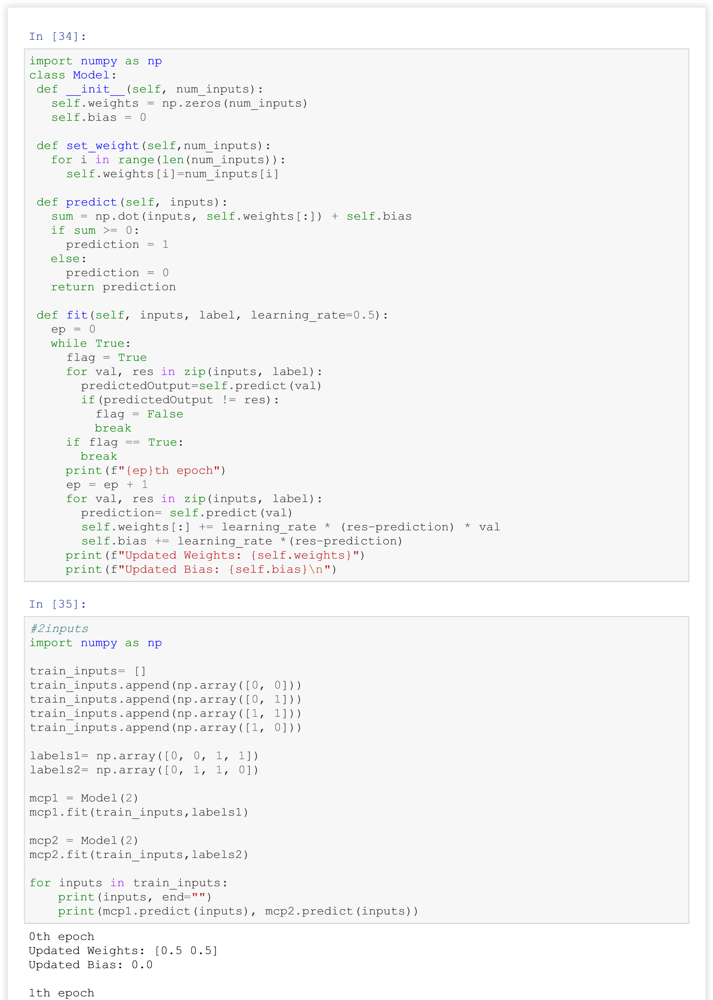 In [34]:
import numpy as np
class Model:
 def __init__(self, num_inputs):
   self.weights = np.zeros(num_inputs)
   self.bias = 0

 def set_weight(self,num_inputs):
   for i in range(len(num_inputs)):
     self.weights[i]=num_inputs[i]

 def predict(self, inputs):
   sum = np.dot(inputs, self.weights[:]) + self.bias
   if sum >= 0:
     prediction = 1
   else:
     prediction = 0
   return prediction

 def fit(self, inputs, label, learning_rate=0.5):
   ep = 0
   while True:
     flag = True
     for val, res in zip(inputs, label):
       predictedOutput=self.predict(val)
       if(predictedOutput != res):
         flag = False
         break
     if flag == True:
       break
     print(f"{ep}th epoch")
     ep = ep + 1
     for val, res in zip(inputs, label):
       prediction= self.predict(val)
       self.weights[:] += learning_rate * (res-prediction) * val
       self.bias += learning_rate *(res-prediction)
     print(f"Updated Weights: {self.weights}")
     print(f"Updated Bias: {self.bias}\n")

In [35]:
#2inputs
import numpy as np

train_inputs= []
train_inputs.append(np.array([0, 0]))
train_inputs.append(np.array([0, 1]))
train_inputs.append(np.array([1, 1]))
train_inputs.append(np.array([1, 0]))

labels1= np.array([0, 0, 1, 1])
labels2= np.array([0, 1, 1, 0])

mcp1 = Model(2)
mcp1.fit(train_inputs,labels1)

mcp2 = Model(2)
mcp2.fit(train_inputs,labels2)

for inputs in train_inputs:
    print(inputs, end="")
    print(mcp1.predict(inputs), mcp2.predict(inputs))

0th epoch
Updated Weights: [0.5 0.5]
Updated Bias: 0.0

1th epoch